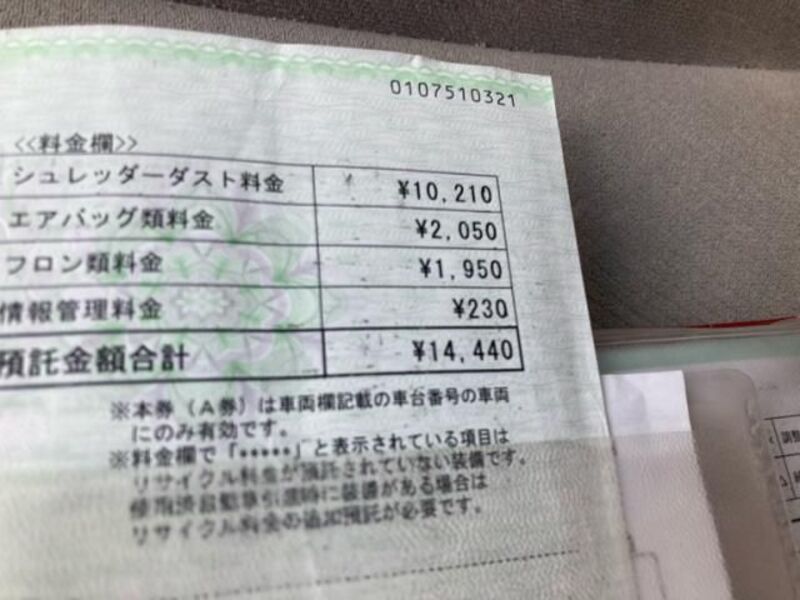 0107510321
<<料金欄>>
シュレッダーダスト料金 ¥10,210
エアバッグ類料金 ¥2,050
フロン類料金 ¥1,950
情報管理料金 ¥230
預託金額合計 ¥14,440
※本券（A券）は車両欄記載の車台番号の車両
にのみ有効です。
※料金欄で「*****」と表示されている項目は
リサイクル料金が預託されていない装備です。
使用済自動車引渡時に装備がある場合は
リサイクル料金の追加預託が必要です。
調整